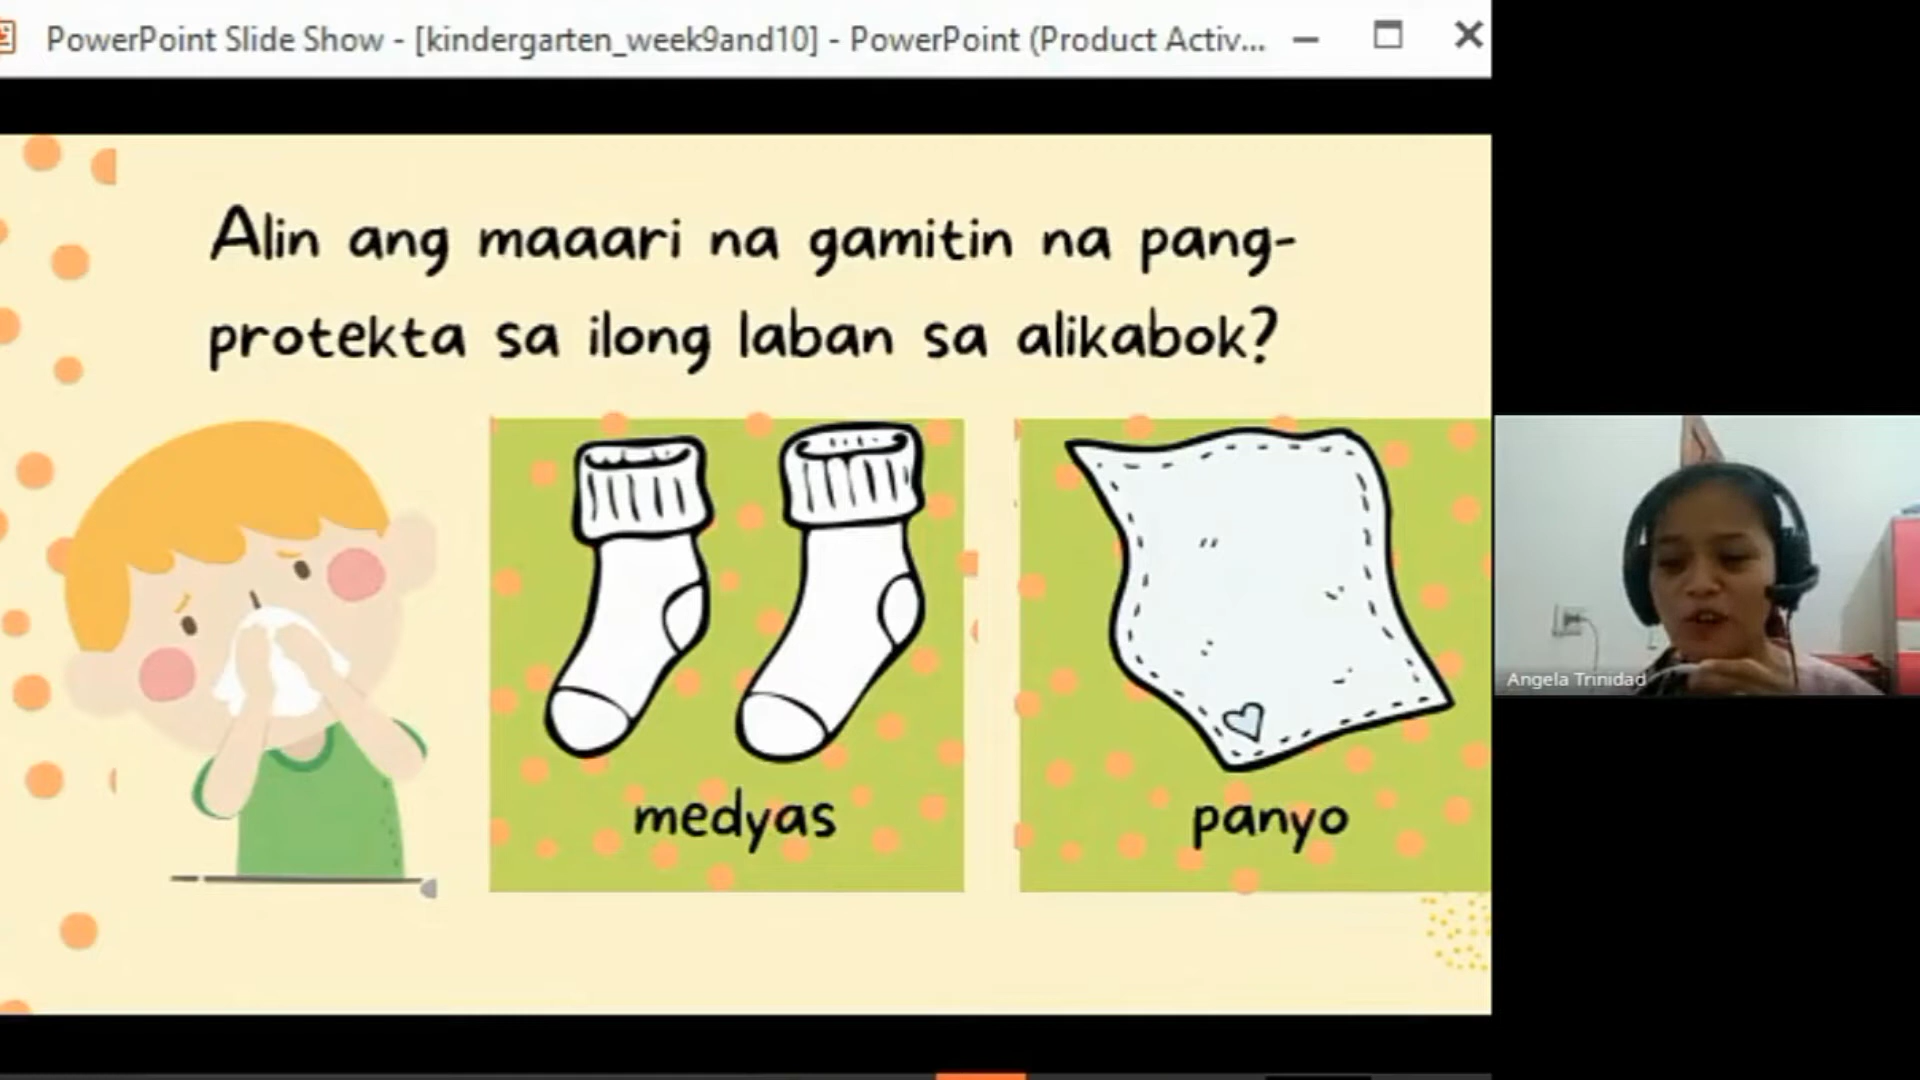 PowerPoint Slide Show - [kindergarten_week9and10] - PowerPoint (Product Activ...
Alin ang maaari na gamitin na pang-
protekta sa ilong laban sa alikabok?
medyas
panyo
Angela Trinidad